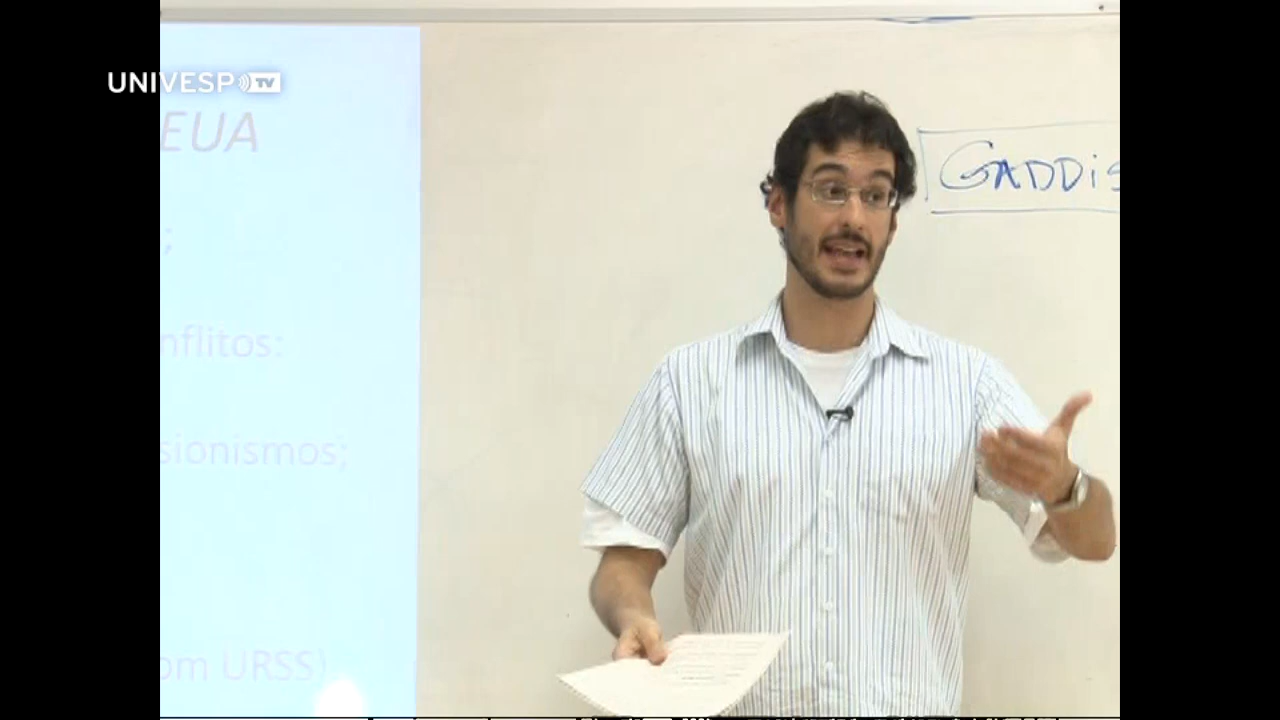 UNIVESP TV
EUA
;
nflitos:
sionismos;
om URSS)
GADDIS